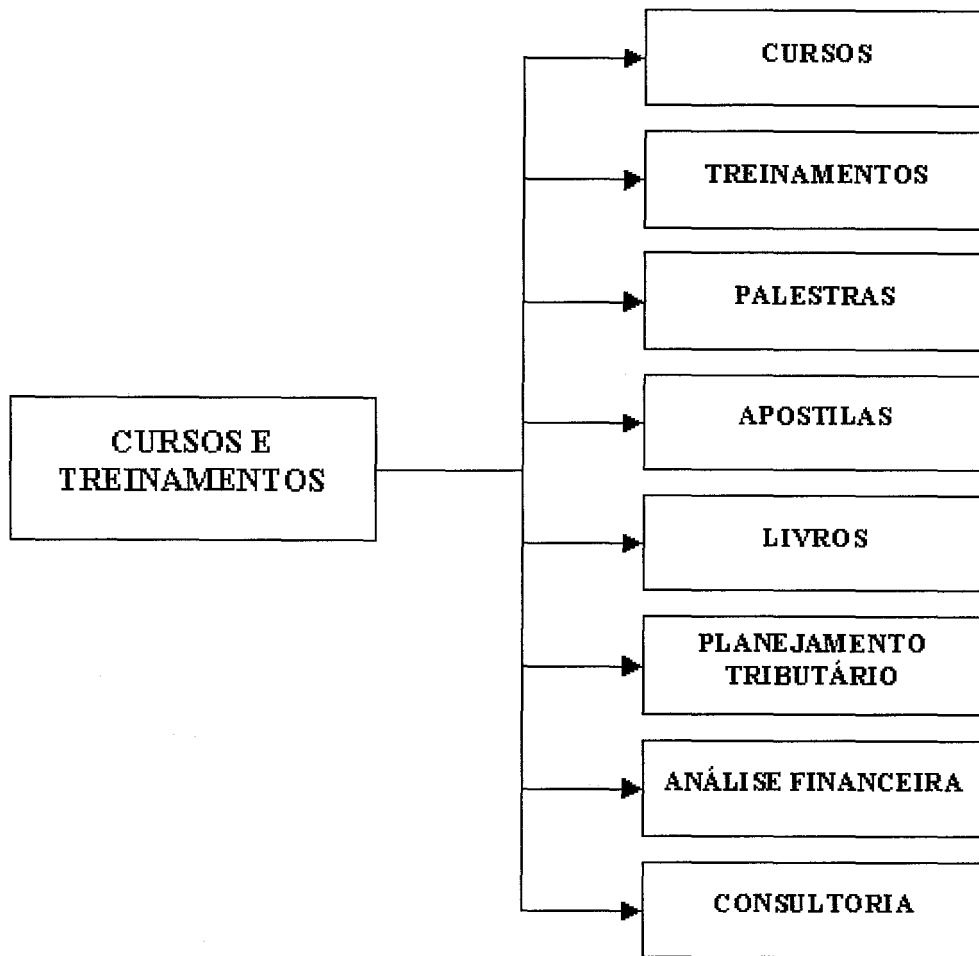 CURSOS
TREINAMENTOS
PALESTRAS
APOSTILAS
CURSOS E
TREINAMENTOS
LIVROS
PLANEJAMENTO
TRIBUTÁRIO
ANÁLISE FINANCEIRA
CONSULTORIA